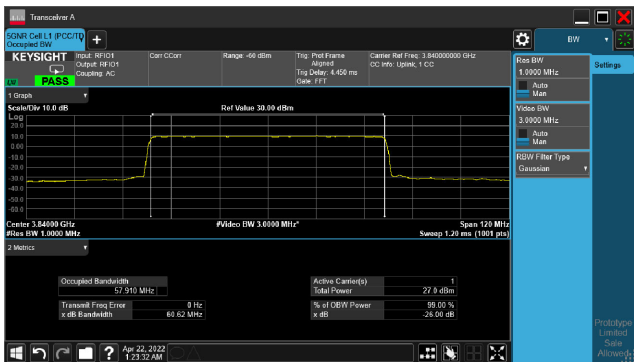 Transceiver A
5GNR Cell L1 (PCC/TD
Occupied BW
+
BW
KEYSIGHT
Input: RFIO1
Output: RFIO1
Coupling: AC
Corr CCorr
Range: -60 dBm
Trig: Prot Frame
Aligned
Trig Delay: 4.450 ms
Gate: FFT
Carrier Ref Freq: 3.840000000 GHz
CC Info: Uplink, 1 CC
PASS
Res BW
1.0000 MHz
Auto
Man
Settings
Video BW
3.0000 MHz
Auto
Man
RBW Filter Type
Gaussian
1 Graph
Scale/Div 10.0 dB
Ref Value 30.00 dBm
Log
20.0
10.0
0.00
-10.0
-20.0
-30.0
-40.0
-50.0
-60.0
Center 3.84000 GHz
#Video BW 3.0000 MHz*
Span 120 MHz
#Res BW 1.0000 MHz
Sweep 1.20 ms (1001 pts)
2 Metrics
Occupied Bandwidth
57.910 MHz
Active Carrier(s) 1
Total Power 27.0 dBm
Transmit Freq Error 0 Hz
x dB Bandwidth 60.62 MHz
% of OBW Power 99.00 %
x dB -26.00 dB
Prototype
Limited
Sale
Allowed
?
Apr 22, 2022
1:23:32 AM